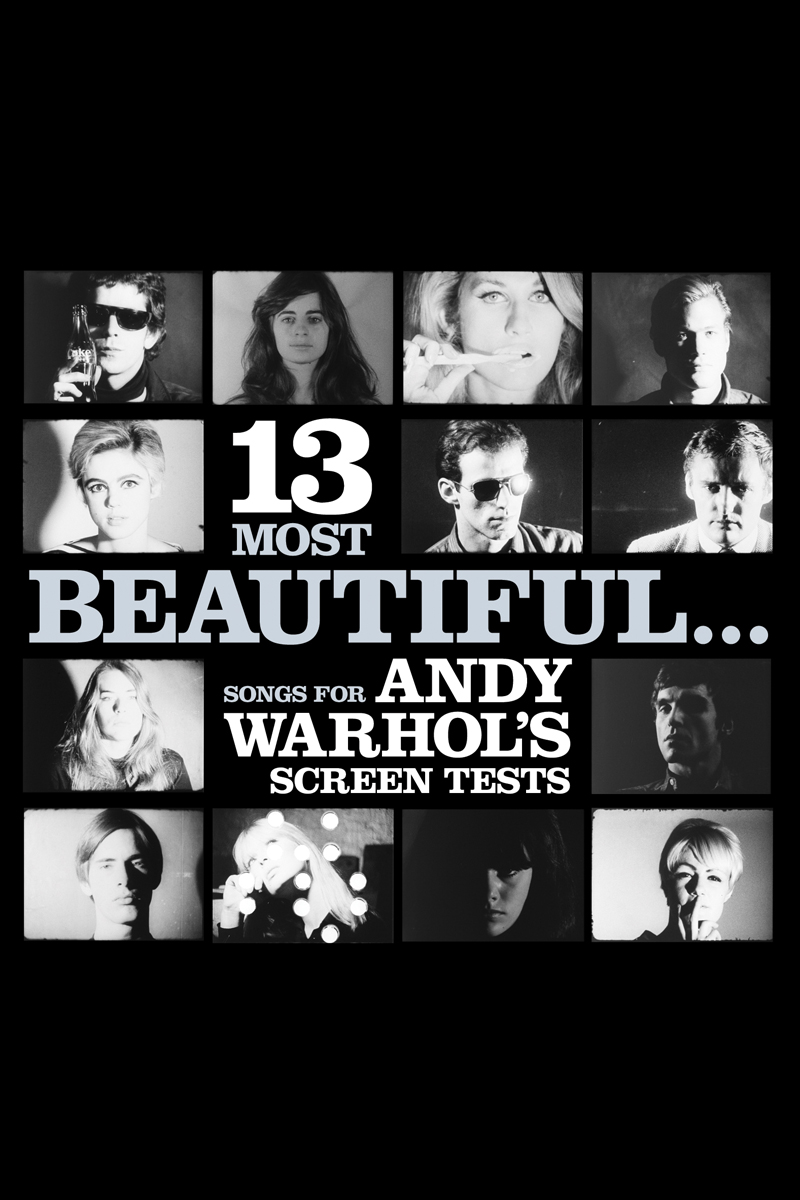 13
MOST
BEAUTIFUL...
SONGS FOR ANDY
WARHOL'S
SCREEN TESTS